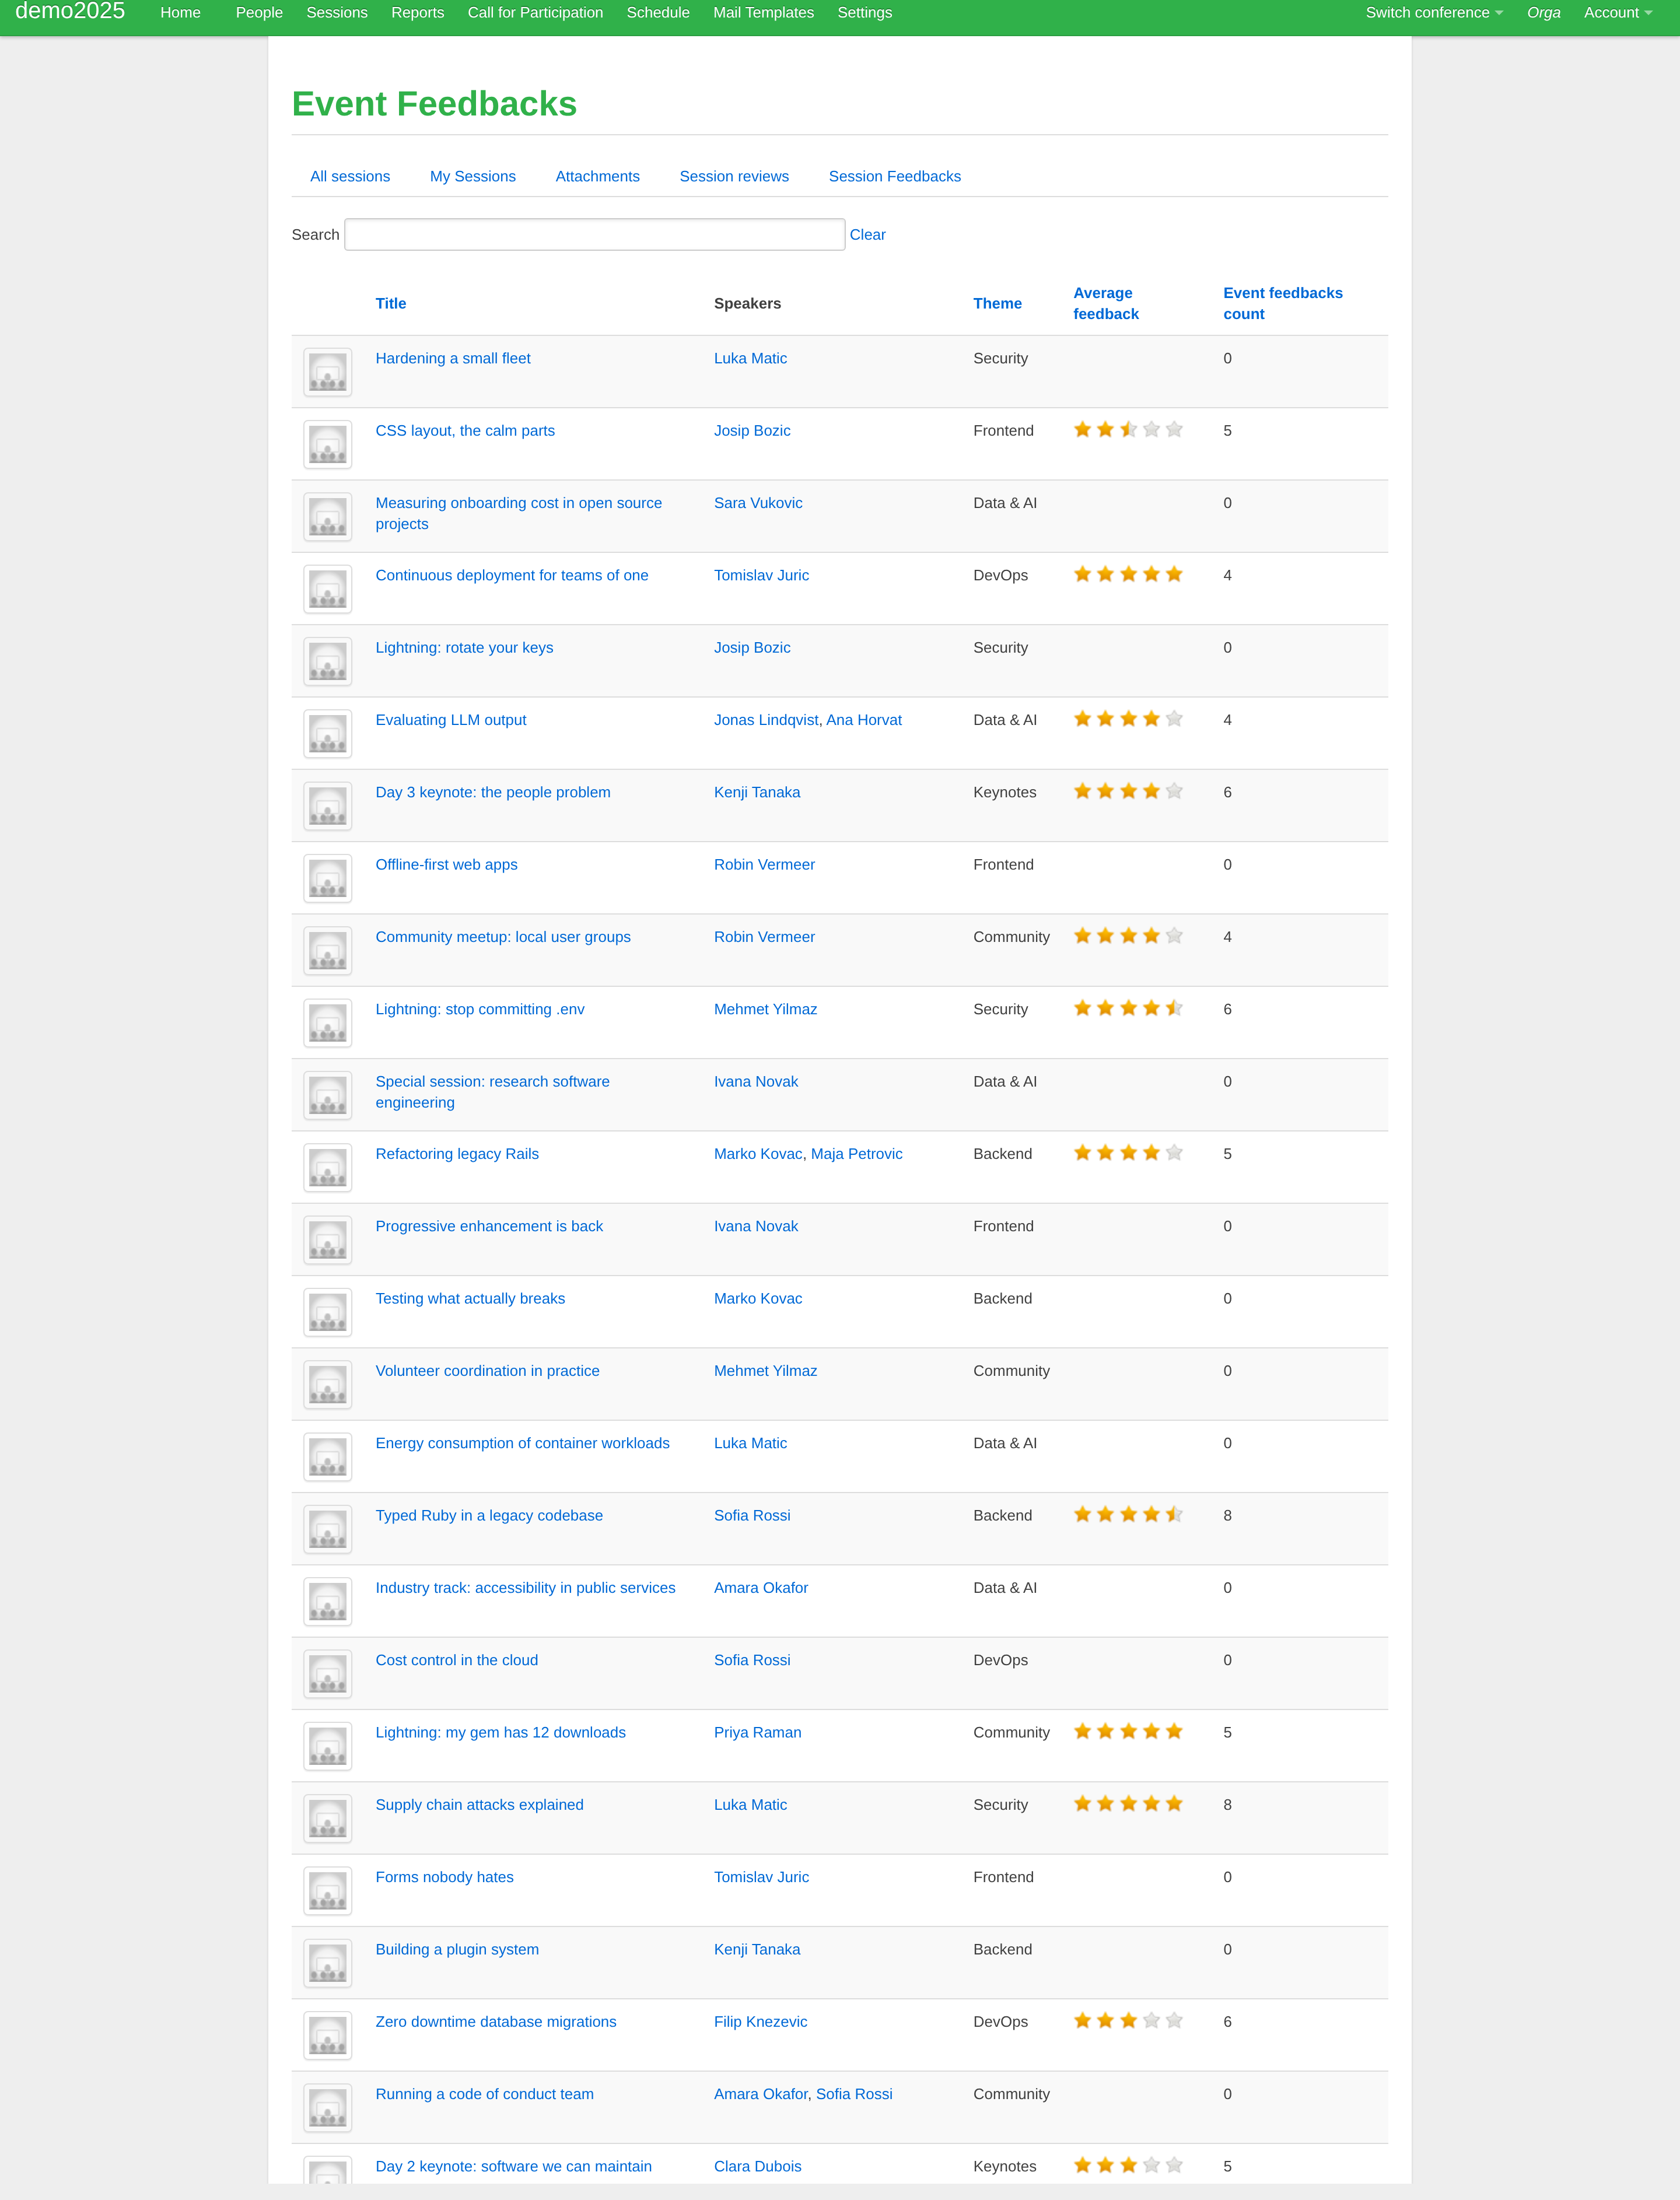 demo2025 Home People Sessions Reports Call for Participation Schedule Mail Templates Settings Switch conference Orga Account
Event Feedbacks
All sessions My Sessions Attachments Session reviews Session Feedbacks
Search Clear
Title Speakers Theme Average feedback Event feedbacks count
Hardening a small fleet Luka Matic Security 0
CSS layout, the calm parts Josip Bozic Frontend 5
Measuring onboarding cost in open source projects Sara Vukovic Data & AI 0
Continuous deployment for teams of one Tomislav Juric DevOps 4
Lightning: rotate your keys Josip Bozic Security 0
Evaluating LLM output Jonas Lindqvist, Ana Horvat Data & AI 4
Day 3 keynote: the people problem Kenji Tanaka Keynotes 6
Offline-first web apps Robin Vermeer Frontend 0
Community meetup: local user groups Robin Vermeer Community 4
Lightning: stop committing .env Mehmet Yilmaz Security 6
Special session: research software engineering Ivana Novak Data & AI 0
Refactoring legacy Rails Marko Kovac, Maja Petrovic Backend 5
Progressive enhancement is back Ivana Novak Frontend 0
Testing what actually breaks Marko Kovac Backend 0
Volunteer coordination in practice Mehmet Yilmaz Community 0
Energy consumption of container workloads Luka Matic Data & AI 0
Typed Ruby in a legacy codebase Sofia Rossi Backend 8
Industry track: accessibility in public services Amara Okafor Data & AI 0
Cost control in the cloud Sofia Rossi DevOps 0
Lightning: my gem has 12 downloads Priya Raman Community 5
Supply chain attacks explained Luka Matic Security 8
Forms nobody hates Tomislav Juric Frontend 0
Building a plugin system Kenji Tanaka Backend 0
Zero downtime database migrations Filip Knezevic DevOps 6
Running a code of conduct team Amara Okafor, Sofia Rossi Community 0
Day 2 keynote: software we can maintain Clara Dubois Keynotes 5